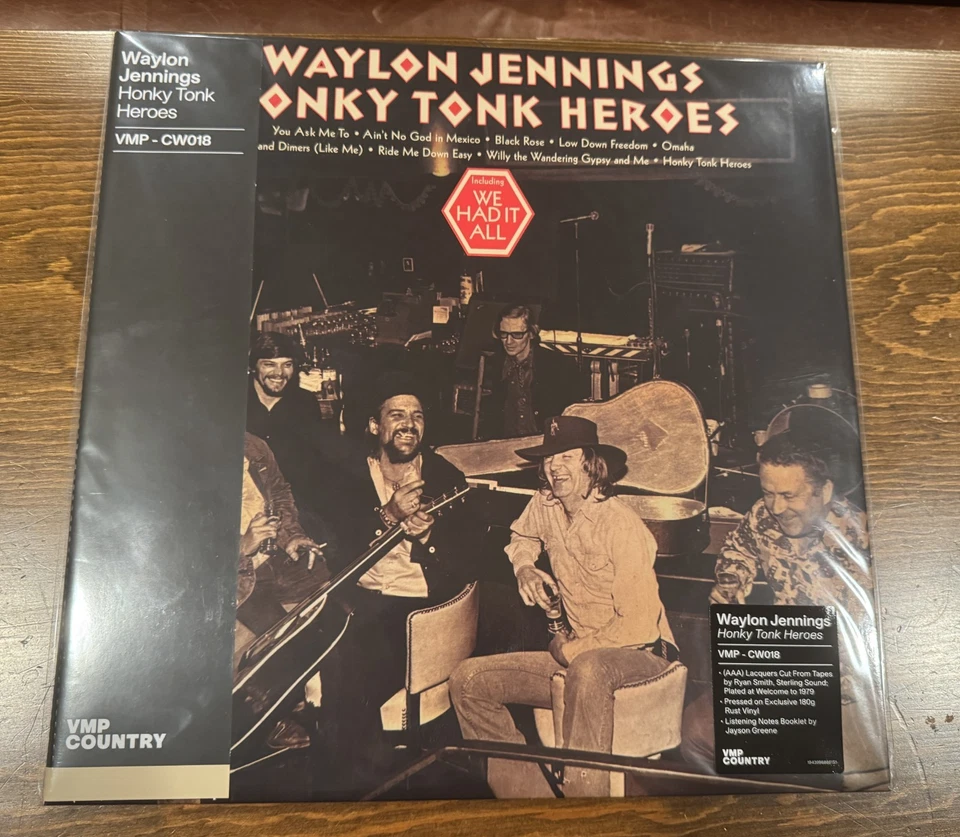 Waylon
Jennings
Honky Tonk
Heroes
VMP - CW018
WAYLON JENNINGS
ONKY TONK HEROES
You Ask Me To • Ain't No God in Mexico • Black Rose • Low Down Freedom • Omaha
and Dimers (Like Me) • Ride Me Down Easy • Willy the Wandering Gypsy and Me • Honky Tonk Heroes
Including
WE
HAD IT
ALL
Waylon Jennings
Honky Tonk Heroes
VMP - CW018
• (AAA) Lacquers Cut From Tapes
by Ryan Smith, Sterling Sound;
Plated at Welcome to 1979
• Pressed on Exclusive 180g
Rust Vinyl
• Listening Notes Booklet by
Jayson Greene
VMP
COUNTRY
VMP
COUNTRY